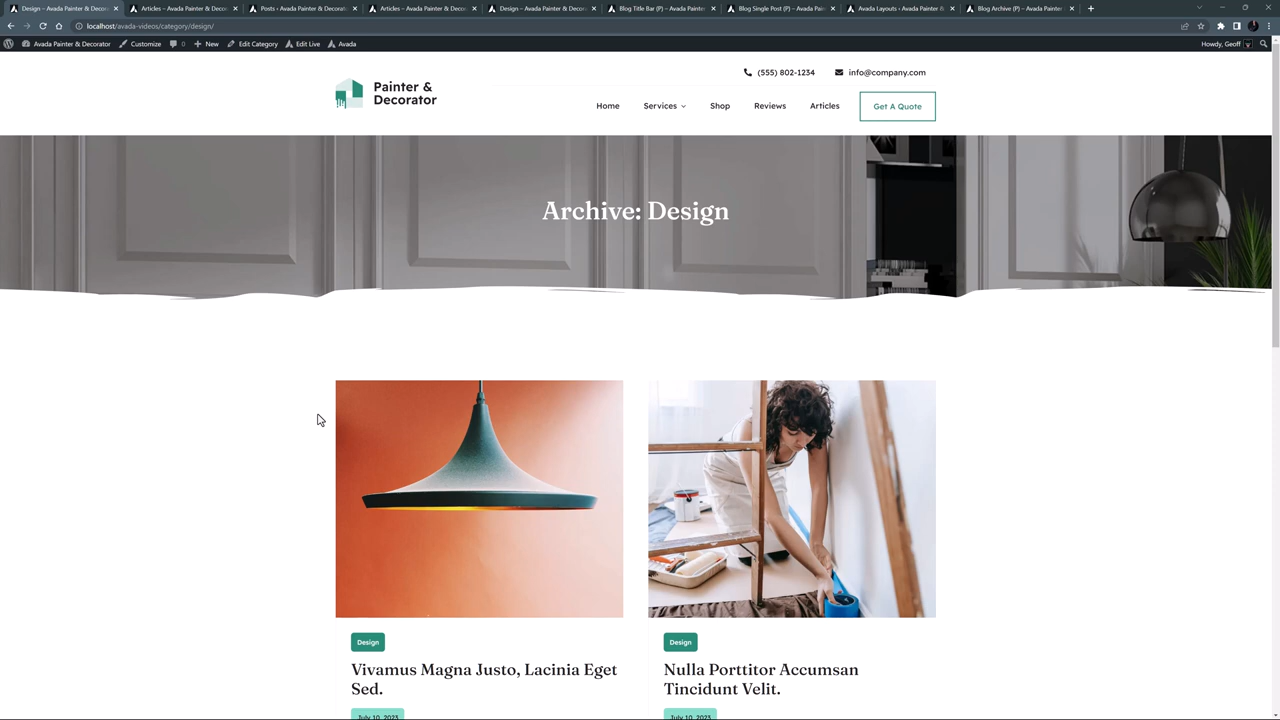 Design – Avada Painter & Decor
Articles – Avada Painter & Deco
Posts ‹ Avada Painter & Decorat
Articles – Avada Painter & Deco
Design – Avada Painter & Decor
Blog Title Bar (P) – Avada Painte
Blog Single Post (P) – Avada Pain
Avada Layouts ‹ Avada Painter &
Blog Archive (P) – Avada Painter
localhost/avada-videos/category/design/
Avada Painter & Decorator
Customize
0
New
Edit Category
Edit Live
Avada
Howdy, Geoff
(555) 802-1234
info@company.com
Painter &
Decorator
Home
Services
Shop
Reviews
Articles
Get A Quote
Archive: Design
Design
Vivamus Magna Justo, Lacinia Eget
Sed.
July 10, 2023
Design
Nulla Porttitor Accumsan
Tincidunt Velit.
July 10, 2023